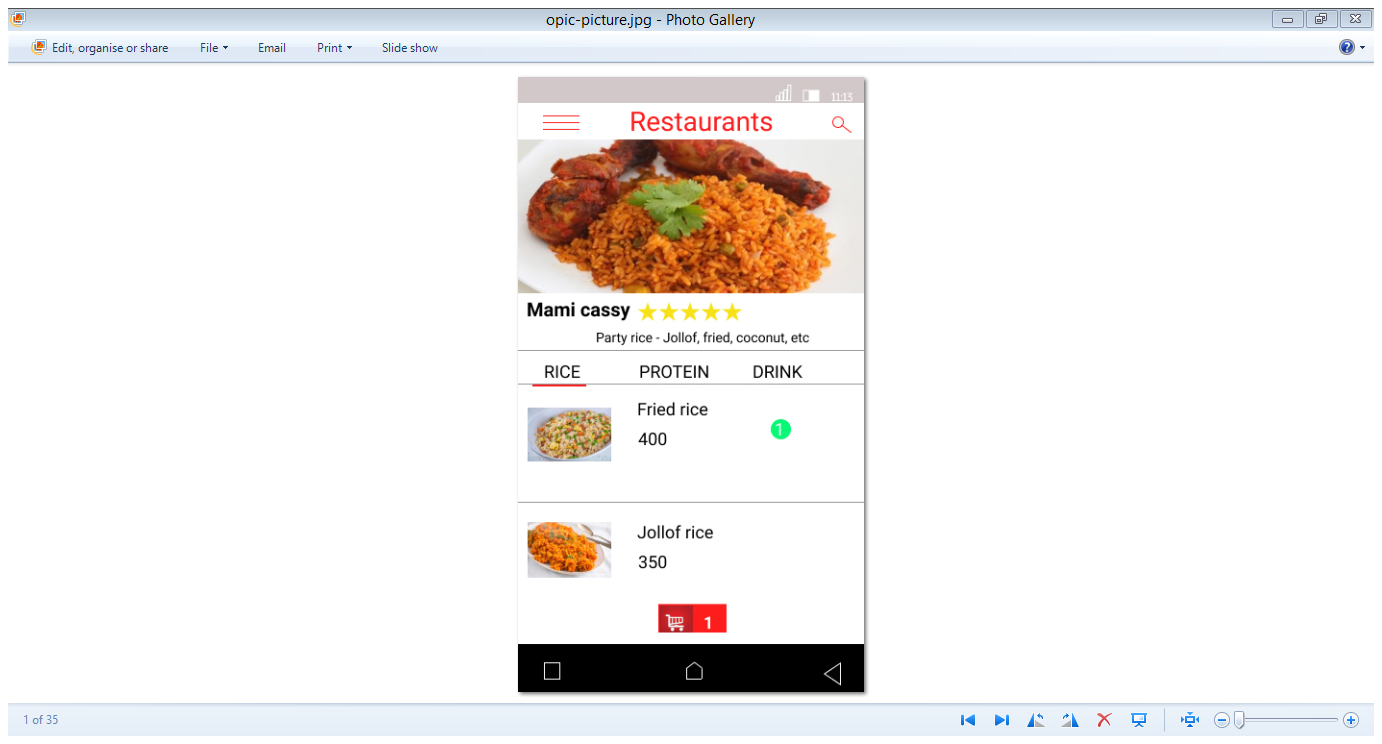 opic-picture.jpg - Photo Gallery
Edit, organise or share File Email Print Slide show
11:13
Restaurants
Mami cassy
Party rice - Jollof, fried, coconut, etc
RICE PROTEIN DRINK
Fried rice
400
1
Jollof rice
350
1
1 of 35